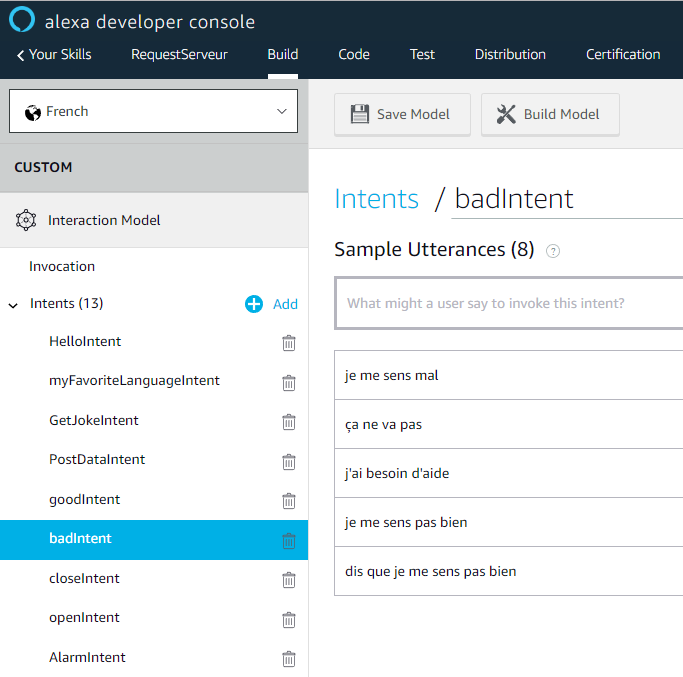 alexa developer console
Your Skills RequestServeur Build Code Test Distribution Certification
French
Save Model Build Model
CUSTOM
Interaction Model
Intents / badIntent
Sample Utterances (8) ?
Invocation
Intents (13) Add
What might a user say to invoke this intent?
HelloIntent
myFavoriteLanguageIntent
GetJokeIntent
PostDataIntent
goodIntent
badIntent
closeIntent
openIntent
AlarmIntent
je me sens mal
ça ne va pas
j'ai besoin d'aide
je me sens pas bien
dis que je me sens pas bien